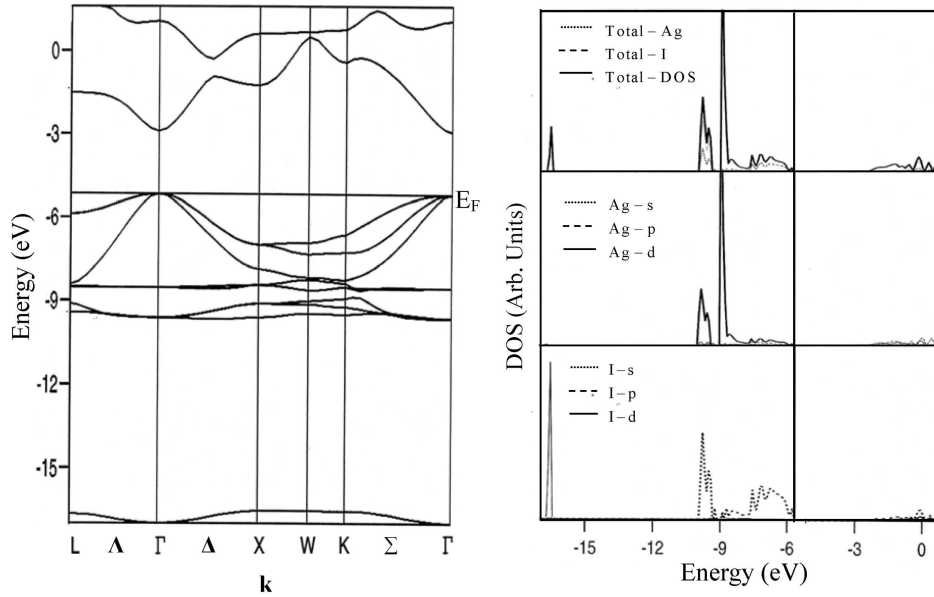 0
-3
-6
-9
-12
-15
Energy (eV)
E_F
L Λ Γ Δ X W K Σ Γ
k
DOS (Arb. Units)
Total-Ag
Total-I
Total-DOS
Ag-s
Ag-p
Ag-d
I-s
I-p
I-d
-15 -12 -9 -6 -3 0
Energy (eV)